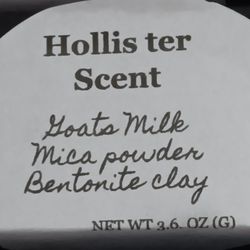 Hollis ter
Scent
Goats Milk
Mica powder
Bentonite clay
NET WT 3.6. OZ (G)